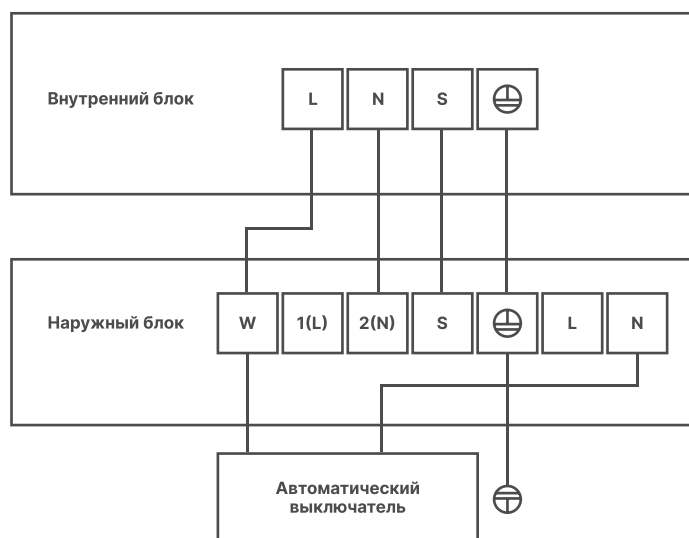 Внутренний блок
L N S
Наружный блок
W 1(L) 2(N) S L N
Автоматический
выключатель